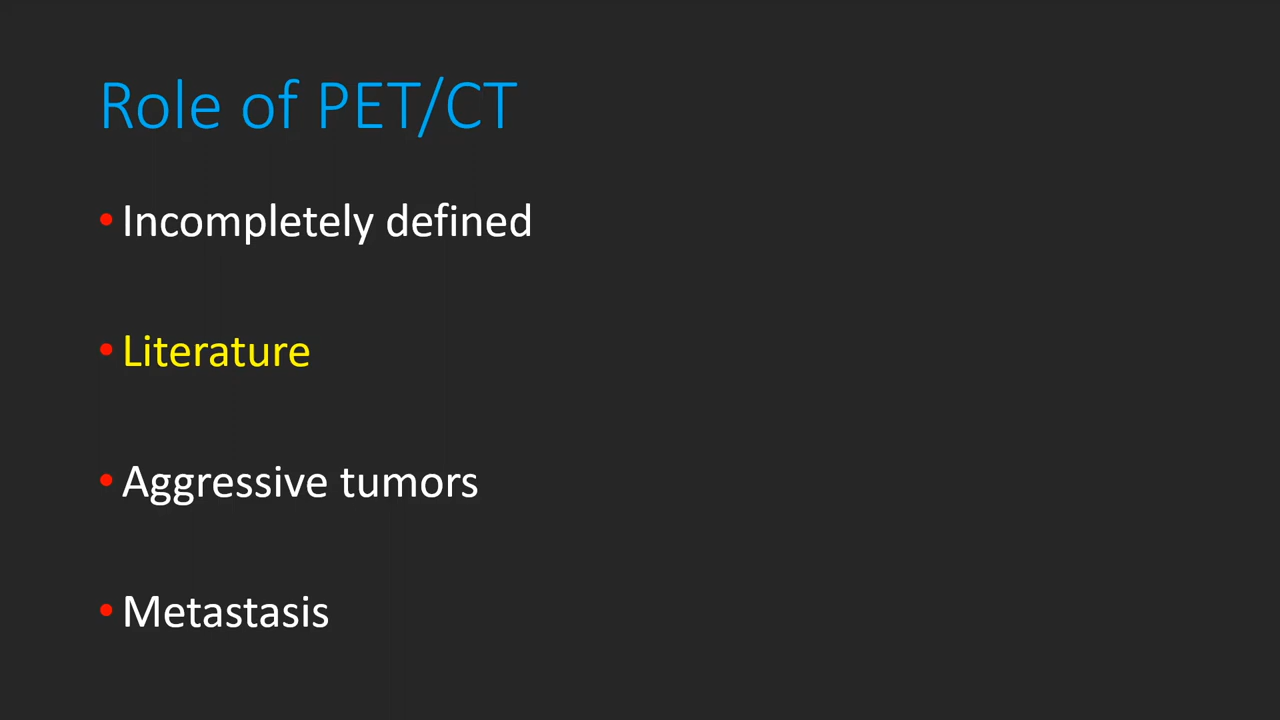 Role of PET/CT
• Incompletely defined
• Literature
• Aggressive tumors
• Metastasis